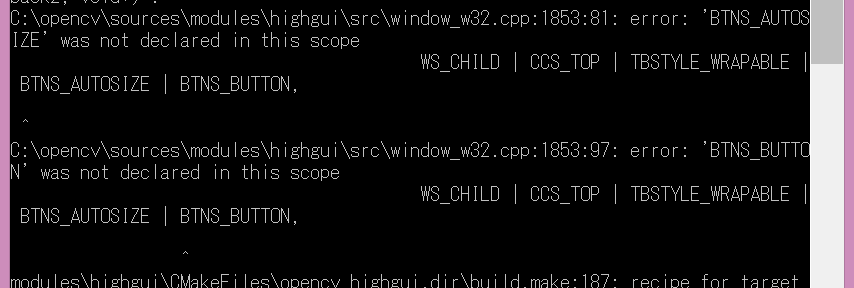 back2, void*)':
C:\opencv\sources\modules\highgui\src\window_w32.cpp:1853:81: error: 'BTNS_AUTOS
IZE' was not declared in this scope
WS_CHILD | CCS_TOP | TBSTYLE_WRAPABLE |
BTNS_AUTOSIZE | BTNS_BUTTON,
^
C:\opencv\sources\modules\highgui\src\window_w32.cpp:1853:97: error: 'BTNS_BUTTO
N' was not declared in this scope
WS_CHILD | CCS_TOP | TBSTYLE_WRAPABLE |
BTNS_AUTOSIZE | BTNS_BUTTON,
^
modules\highgui\CMakeFiles\opencv_highgui.dir\build.make:187: recipe for target